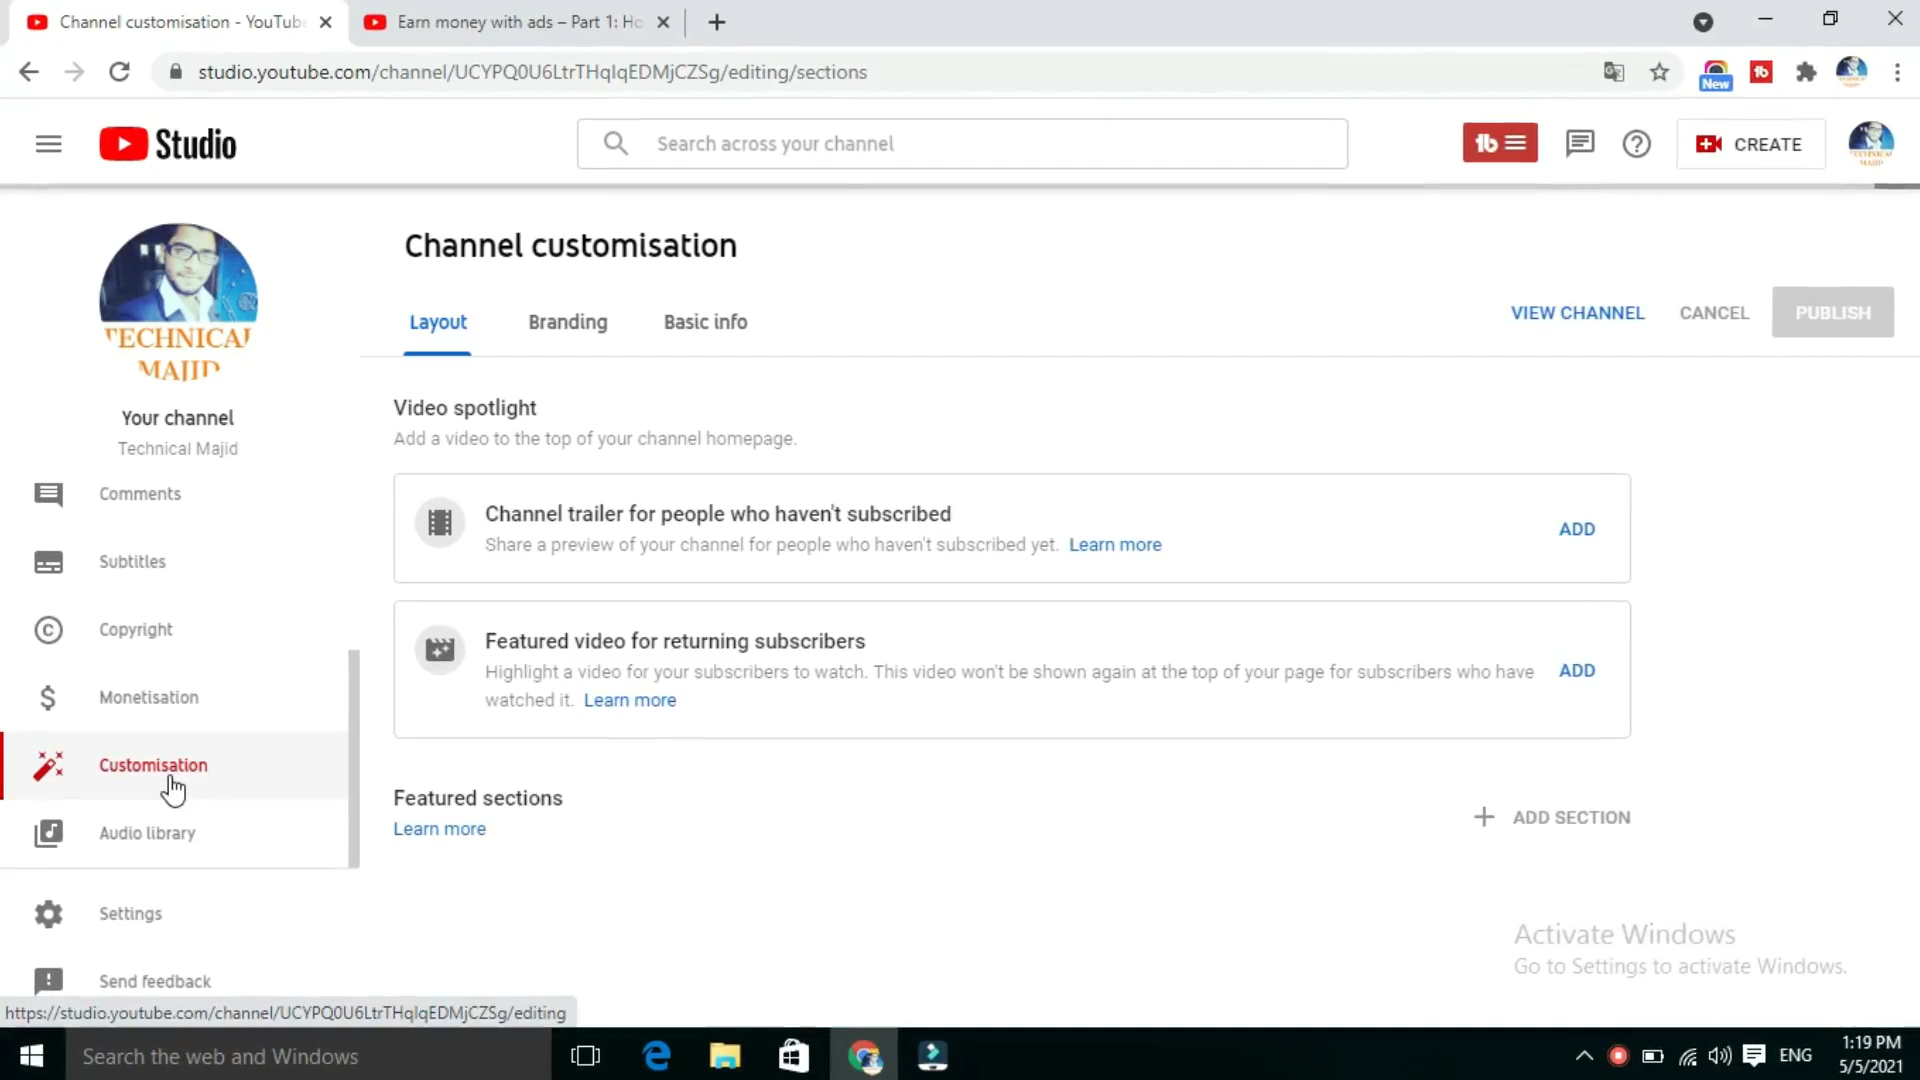 Channel customisation - YouTube
Earn money with ads – Part 1: Ho
studio.youtube.com/channel/UCYPQ0U6LtrTHqIqEDMjCZSg/editing/sections
New
Studio
Search across your channel
CREATE
TECHNICAL
MAJID
Your channel
Technical Majid
Comments
Subtitles
Copyright
Monetisation
Customisation
Audio library
Settings
Send feedback
Channel customisation
Layout
Branding
Basic info
VIEW CHANNEL
CANCEL
PUBLISH
Video spotlight
Add a video to the top of your channel homepage.
Channel trailer for people who haven't subscribed
Share a preview of your channel for people who haven't subscribed yet. Learn more
ADD
Featured video for returning subscribers
Highlight a video for your subscribers to watch. This video won't be shown again at the top of your page for subscribers who have
watched it. Learn more
ADD
Featured sections
Learn more
ADD SECTION
Activate Windows
Go to Settings to activate Windows.
https://studio.youtube.com/channel/UCYPQ0U6LtrTHqIqEDMjCZSg/editing
Search the web and Windows
ENG
1:19 PM
5/5/2021